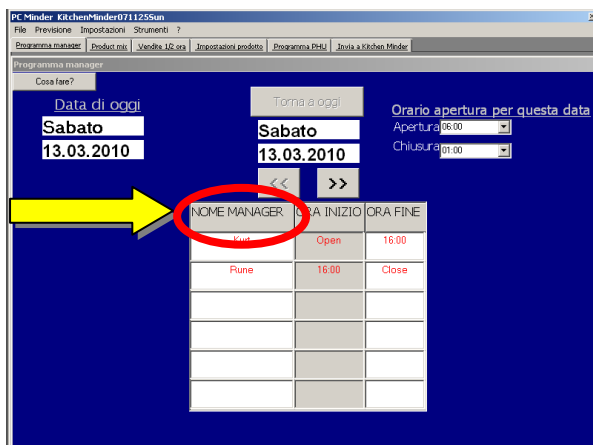 PC Minder KitchenMinder071125Sun
File Previsione Impostazioni Strumenti ?
Programma manager Product mix Vendite 1/2 ora Impostazioni prodotto Programma PHU Invia a Kitchen Minder
Programma manager
Cosa fare?
Data di oggi
Sabato
13.03.2010
Torna a oggi
Sabato
13.03.2010
<< >>
Orario apertura per questa data
Apertura 06:00
Chiusura 01:00
NOME MANAGER ORA INIZIO ORA FINE
Kurt Open 16:00
Rune 16:00 Close